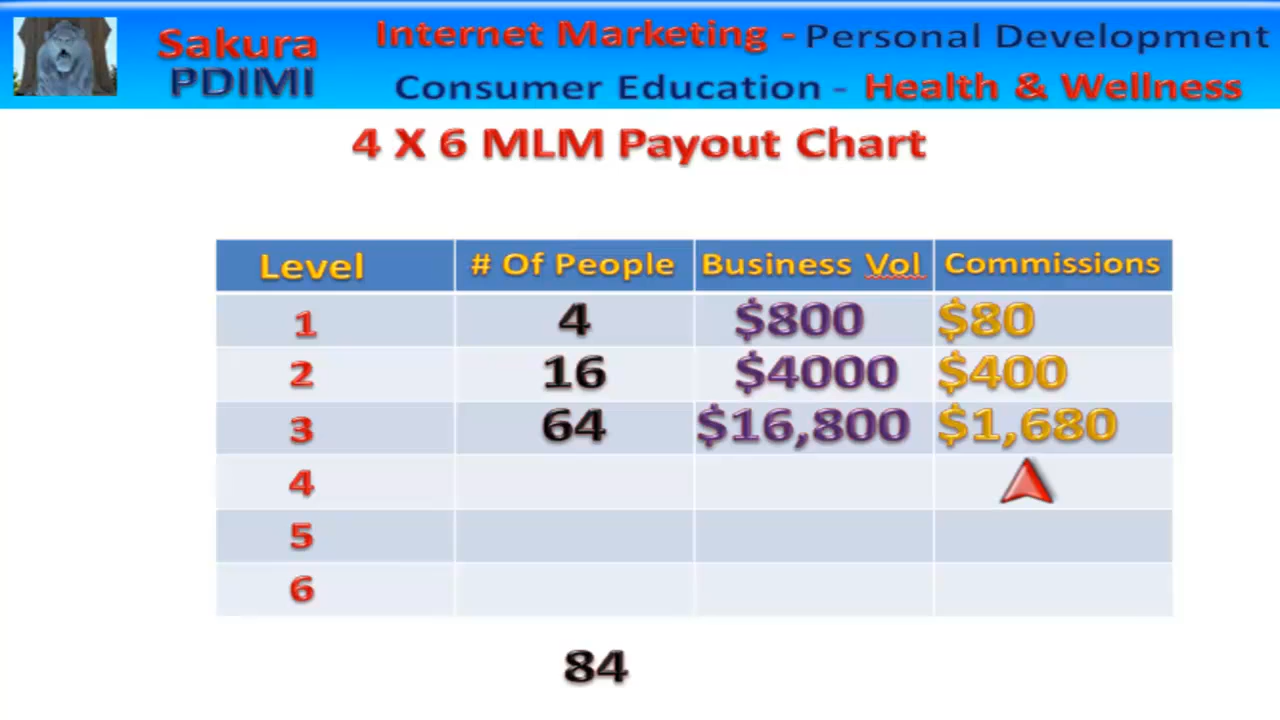 Sakura
PDIMI
Internet Marketing - Personal Development
Consumer Education - Health & Wellness
4 X 6 MLM Payout Chart
Level # Of People Business Vol Commissions
1 4 $800 $80
2 16 $4000 $400
3 64 $16,800 $1,680
4
5
6
84